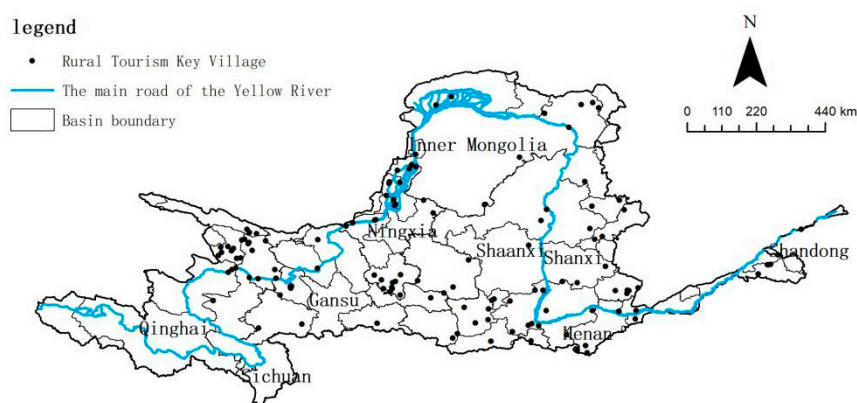 legend
Rural Tourism Key Village
The main road of the Yellow River
Basin boundary
N
0 110 220 440 km
Inner Mongolia
Ningxia
Shaanxi
Shanxi
Shandong
Gansu
Qinghai
Henan
ichuan